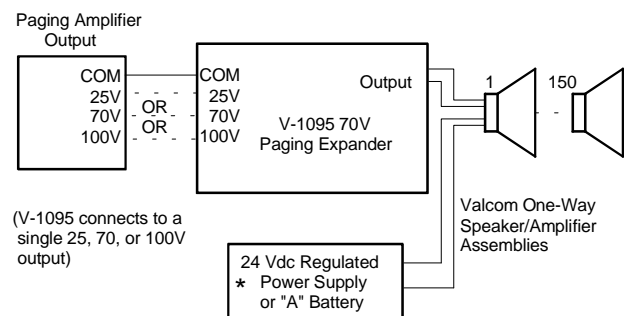 Paging Amplifier
Output
COM
25V
70V
100V
OR
OR
COM
25V
70V
100V
Output
V-1095 70V
Paging Expander
1
150
(V-1095 connects to a
single 25, 70, or 100V
output)
Valcom One-Way
Speaker/Amplifier
Assemblies
24 Vdc Regulated
* Power Supply
or "A" Battery